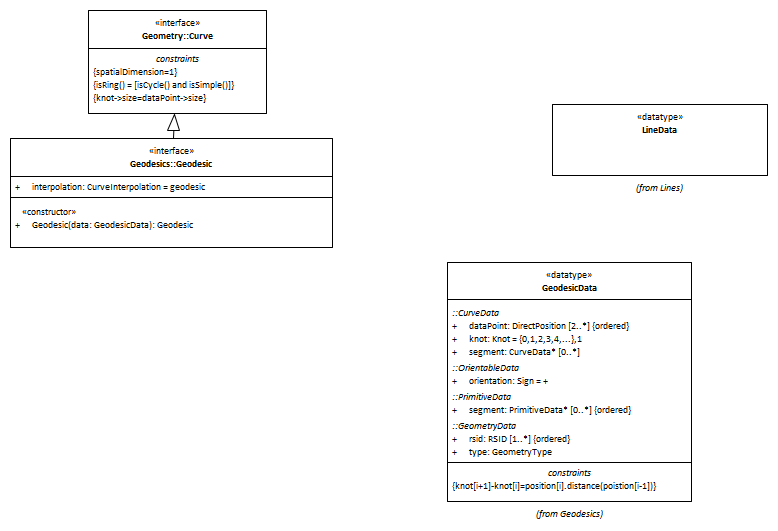 «interface»
Geometry::Curve
constraints
{spatialDimension=1}
{isRing() = [isCycle() and isSimple()]}
{knot->size=dataPoint->size}
«interface»
Geodesics::Geodesic
+ interpolation: CurveInterpolation = geodesic
«constructor»
+ Geodesic(data: GeodesicData): Geodesic
«datatype»
LineData
(from Lines)
«datatype»
GeodesicData
::CurveData
+ dataPoint: DirectPosition [2..*] {ordered}
+ knot: Knot = {0,1,2,3,4,...},1
+ segment: CurveData* [0..*]
::OrientableData
+ orientation: Sign = +
::PrimitiveData
+ segment: PrimitiveData* [0..*] {ordered}
::GeometryData
+ rsid: RSID [1..*] {ordered}
+ type: GeometryType
constraints
{knot[i+1]-knot[i]=position[i].distance(poistion[i-1])}
(from Geodesics)